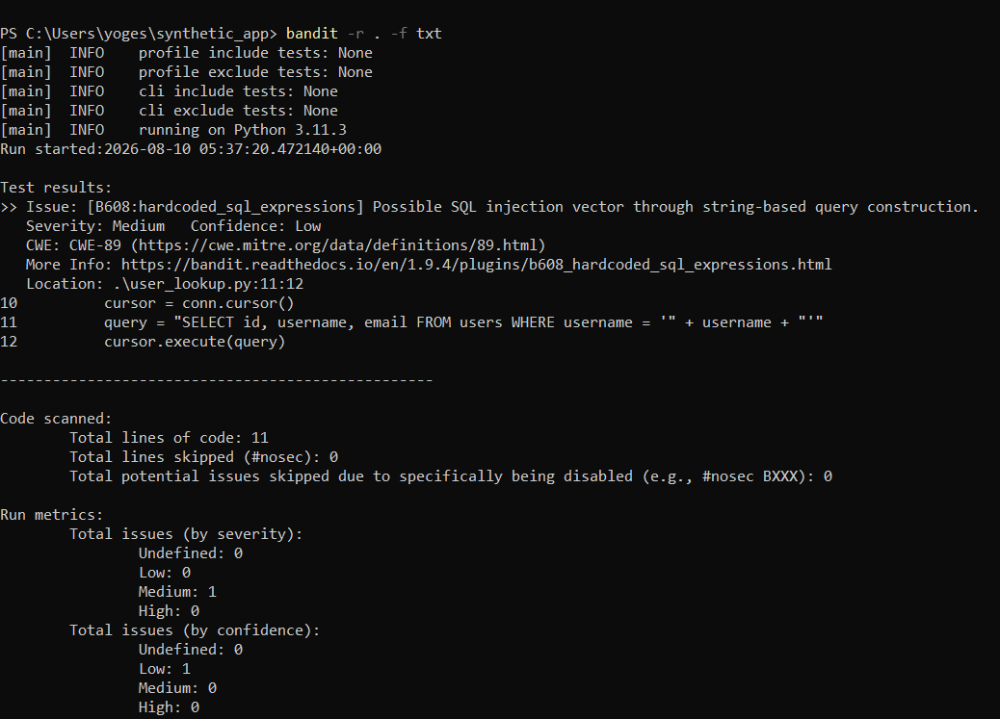 PS C:\Users\yoges\synthetic_app> bandit -r . -f txt
[main]  INFO    profile include tests: None
[main]  INFO    profile exclude tests: None
[main]  INFO    cli include tests: None
[main]  INFO    cli exclude tests: None
[main]  INFO    running on Python 3.11.3
Run started:2026-08-10 05:37:20.472140+00:00

Test results:
>> Issue: [B608:hardcoded_sql_expressions] Possible SQL injection vector through string-based query construction.
   Severity: Medium   Confidence: Low
   CWE: CWE-89 (https://cwe.mitre.org/data/definitions/89.html)
   More Info: https://bandit.readthedocs.io/en/1.9.4/plugins/b608_hardcoded_sql_expressions.html
   Location: .\user_lookup.py:11:12
10          cursor = conn.cursor()
11          query = "SELECT id, username, email FROM users WHERE username = '" + username + "'"
12          cursor.execute(query)

--------------------------------------------------

Code scanned:
        Total lines of code: 11
        Total lines skipped (#nosec): 0
        Total potential issues skipped due to specifically being disabled (e.g., #nosec BXXX): 0

Run metrics:
        Total issues (by severity):
                Undefined: 0
                Low: 0
                Medium: 1
                High: 0
        Total issues (by confidence):
                Undefined: 0
                Low: 1
                Medium: 0
                High: 0